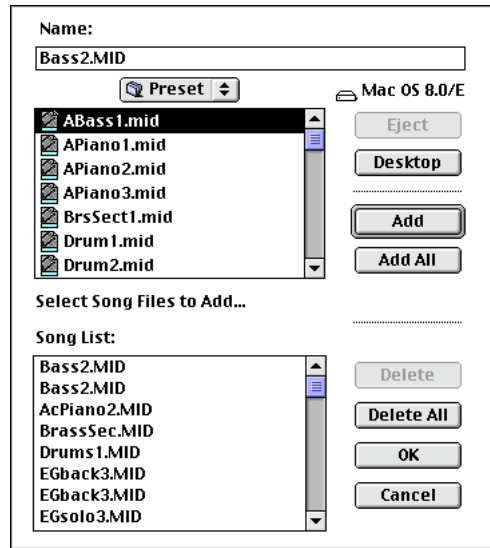 Name:
Bass2.MID
Preset
Mac OS 8.0/E
ABass1.mid
APiano1.mid
APiano2.mid
APiano3.mid
BrsSect1.mid
Drum1.mid
Drum2.mid
Eject
Desktop
Add
Add All
Select Song Files to Add...
Song List:
Bass2.MID
Bass2.MID
AcPiano2.MID
BrassSec.MID
Drums1.MID
EGback3.MID
EGback3.MID
EGsolo3.MID
Delete
Delete All
OK
Cancel